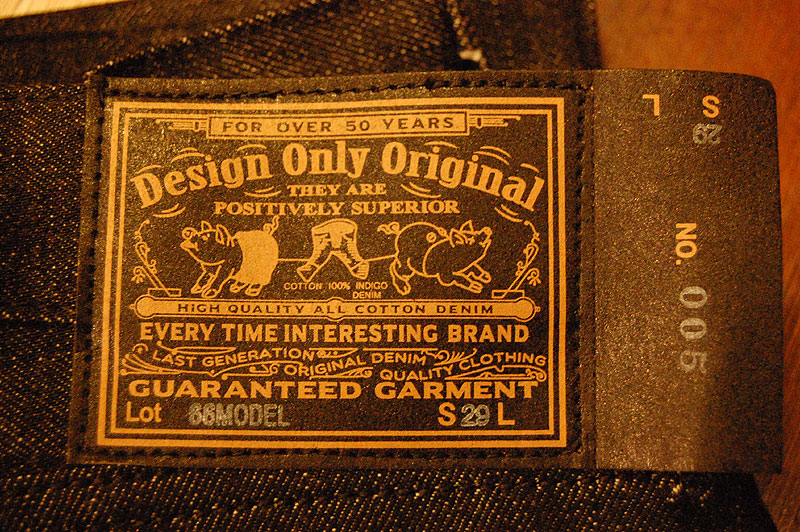 FOR OVER 50 YEARS
Design Only Original
THEY ARE
POSITIVELY SUPERIOR
COTTON 100% INDIGO
DENIM
HIGH QUALITY ALL COTTON DENIM
EVERY TIME INTERESTING BRAND
LAST GENERATION
ORIGINAL DENIM
QUALITY CLOTHING
GUARANTEED GARMENT
Lot 66MODEL S 29 L
S 29 L
NO. 005